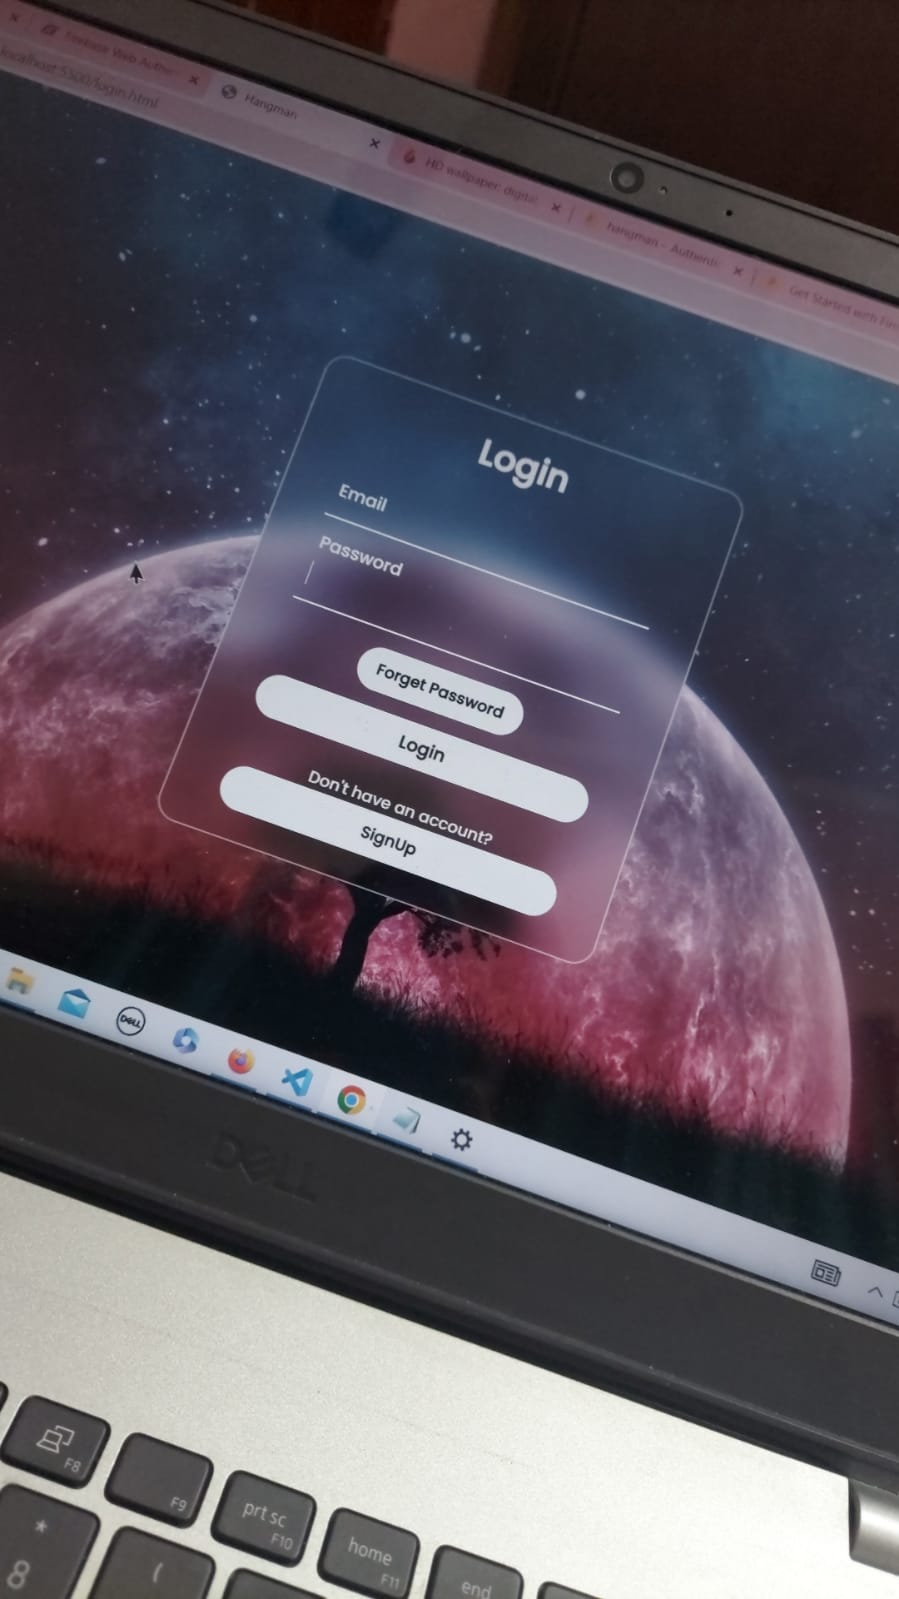 Firebase Web Authe
Hangman
HD wallpaper: digital
hangman - Authenti
Get Started with Fire
localhost:5500/login.html
Login
Email
Password
Forget Password
Login
Don't have an account?
SignUp
DELL
DELL
F8
F9
prt sc
F10
home
F11
end
*
8
(